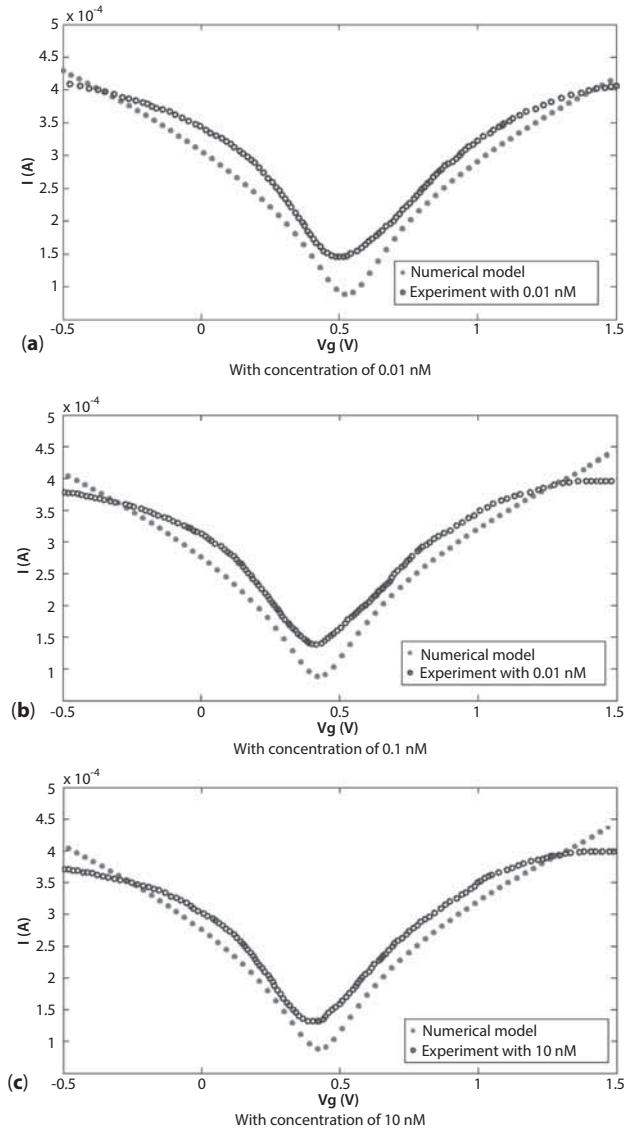 x 10⁻⁴
5
4.5
4
3.5
3
2.5
2
1.5
1
I (A)
Numerical model
Experiment with 0.01 nM
-0.5
0
0.5
1
1.5
Vg (V)
(a)
With concentration of 0.01 nM
x 10⁻⁴
5
4.5
4
3.5
3
2.5
2
1.5
1
I (A)
Numerical model
Experiment with 0.01 nM
-0.5
0
0.5
1
1.5
Vg (V)
(b)
With concentration of 0.1 nM
x 10⁻⁴
5
4.5
4
3.5
3
2.5
2
1.5
1
I (A)
Numerical model
Experiment with 10 nM
-0.5
0
0.5
1
1.5
Vg (V)
(c)
With concentration of 10 nM